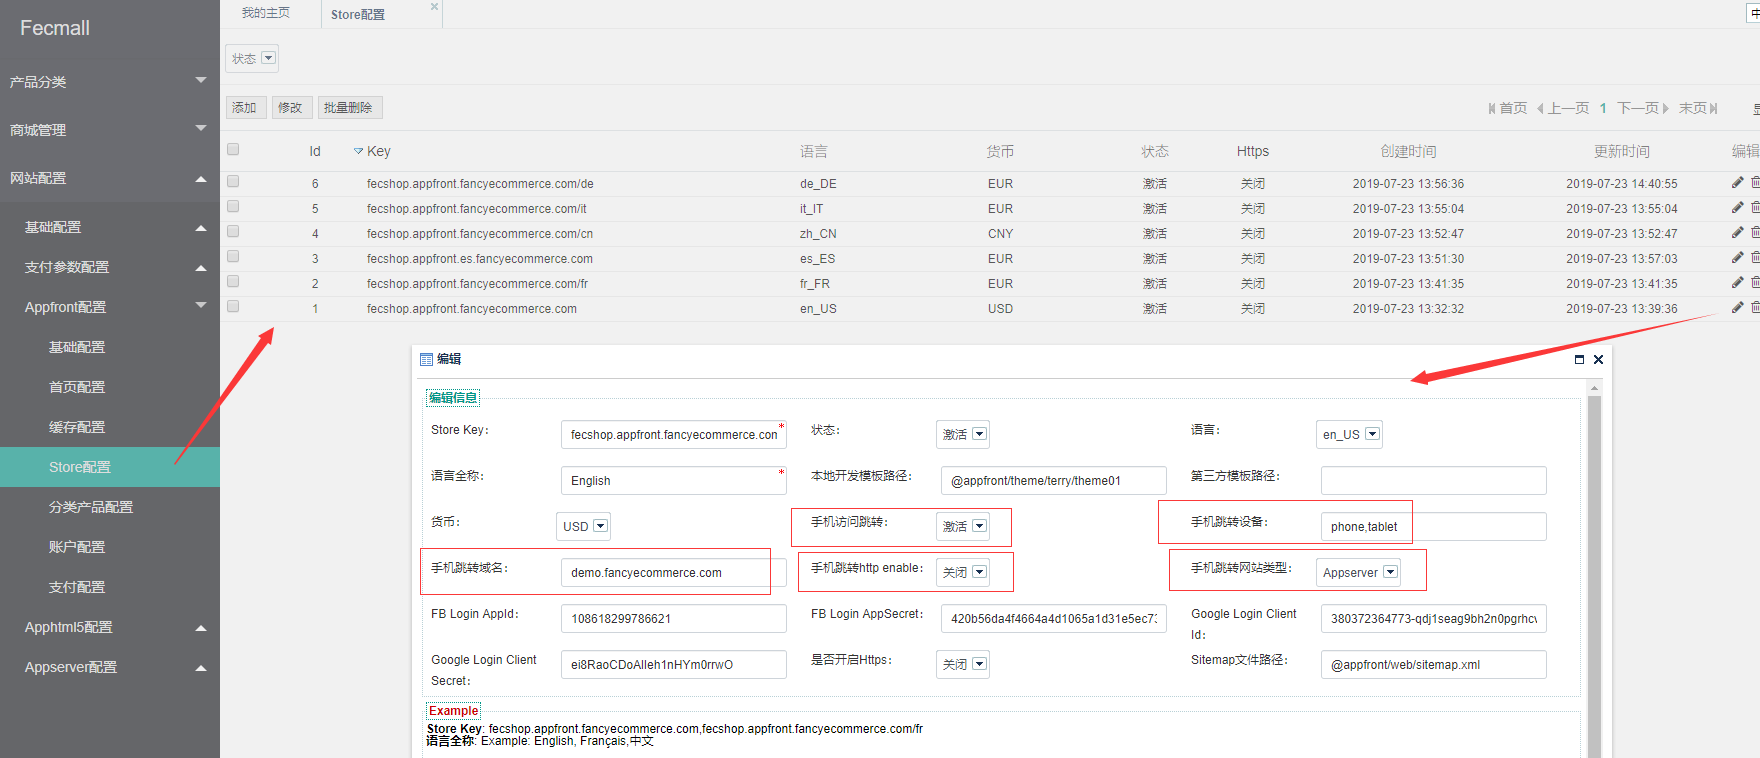 Fecmall
我的主页
Store配置
中
状态
产品分类
商城管理
网站配置
基础配置
支付参数配置
Appfront配置
基础配置
首页配置
缓存配置
Store配置
分类产品配置
账户配置
支付配置
Apphtml5配置
Appserver配置
添加 修改 批量删除
首页 上一页 1 下一页 末页
Id Key 语言 货币 状态 Https 创建时间 更新时间 编辑
6 fecshop.appfront.fancyecommerce.com/de de_DE EUR 激活 关闭 2019-07-23 13:56:36 2019-07-23 14:40:55
5 fecshop.appfront.fancyecommerce.com/it it_IT EUR 激活 关闭 2019-07-23 13:55:04 2019-07-23 13:55:04
4 fecshop.appfront.fancyecommerce.com/cn zh_CN CNY 激活 关闭 2019-07-23 13:52:47 2019-07-23 13:52:47
3 fecshop.appfront.es.fancyecommerce.com es_ES EUR 激活 关闭 2019-07-23 13:51:30 2019-07-23 13:57:03
2 fecshop.appfront.fancyecommerce.com/fr fr_FR EUR 激活 关闭 2019-07-23 13:41:35 2019-07-23 13:41:35
1 fecshop.appfront.fancyecommerce.com en_US USD 激活 关闭 2019-07-23 13:32:32 2019-07-23 13:39:36
编辑
编辑信息
Store Key: fecshop.appfront.fancyecommerce.con * 状态: 激活 语言: en_US
语言全称: English * 本地开发模板路径: @appfront/theme/terry/theme01 第三方模板路径:
货币: USD 手机访问跳转: 激活 手机跳转设备: phone,tablet
手机跳转域名: demo.fancyecommerce.com 手机跳转http enable: 关闭 手机跳转网站类型: Appserver
FB Login AppId: 108618299786621 FB Login AppSecret: 420b56da4f4664a4d1065a1d31e5ec73 Google Login Client Id: 380372364773-qdj1seag9bh2n0pgrhcv
Google Login Client Secret: ei8RaoCDoAlleh1nHYm0rrwO 是否开启Https: 关闭 Sitemap文件路径: @appfront/web/sitemap.xml
Example
Store Key: fecshop.appfront.fancyecommerce.com,fecshop.appfront.fancyecommerce.com/fr
语言全称: Example: English, Français,中文